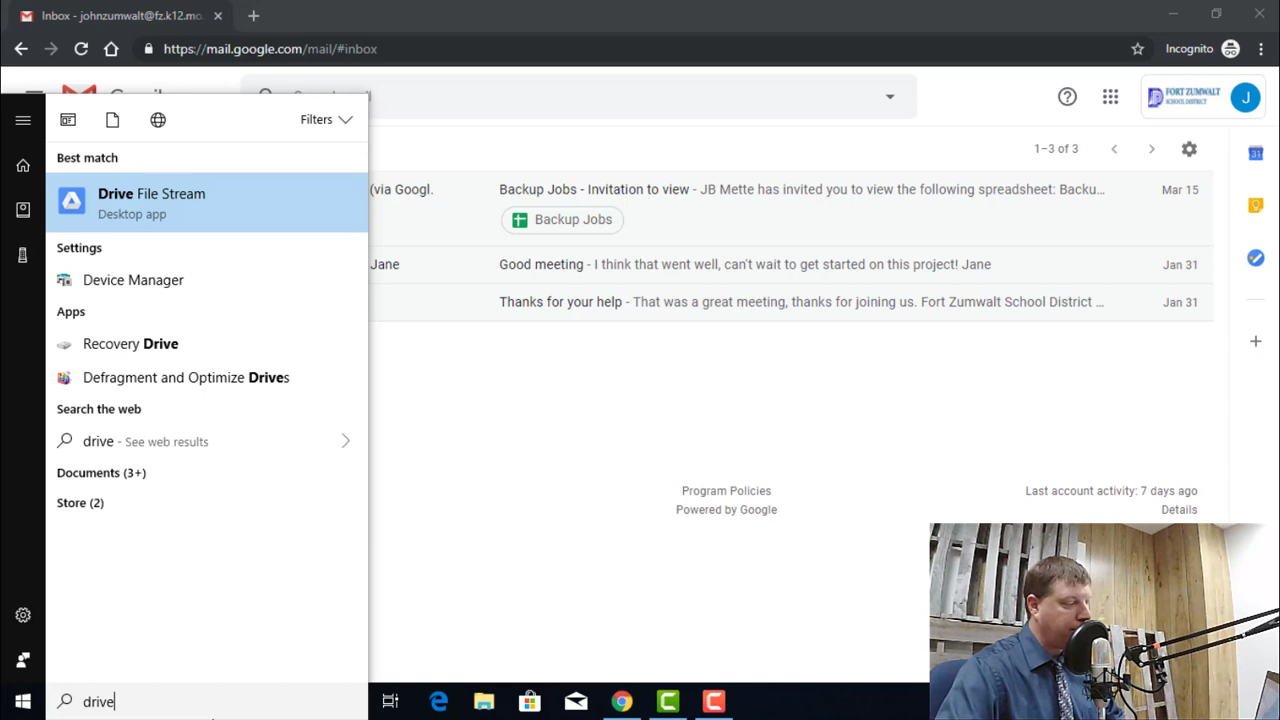 Inbox - johnzumwalt@fz.k12.mo...
https://mail.google.com/mail/#inbox
Incognito
FORT ZUMWALT
SCHOOL DISTRICT
J
Filters
1–3 of 3
Best match
Drive File Stream
Desktop app
(via Googl.
Backup Jobs - Invitation to view - JB Mette has invited you to view the following spreadsheet: Backu...
Mar 15
Backup Jobs
Settings
Device Manager
Jane
Good meeting - I think that went well, can't wait to get started on this project! Jane
Jan 31
Thanks for your help - That was a great meeting, thanks for joining us. Fort Zumwalt School District ...
Jan 31
Apps
Recovery Drive
Defragment and Optimize Drives
Search the web
drive - See web results
Documents (3+)
Store (2)
Program Policies
Powered by Google
Last account activity: 7 days ago
Details
31
drive